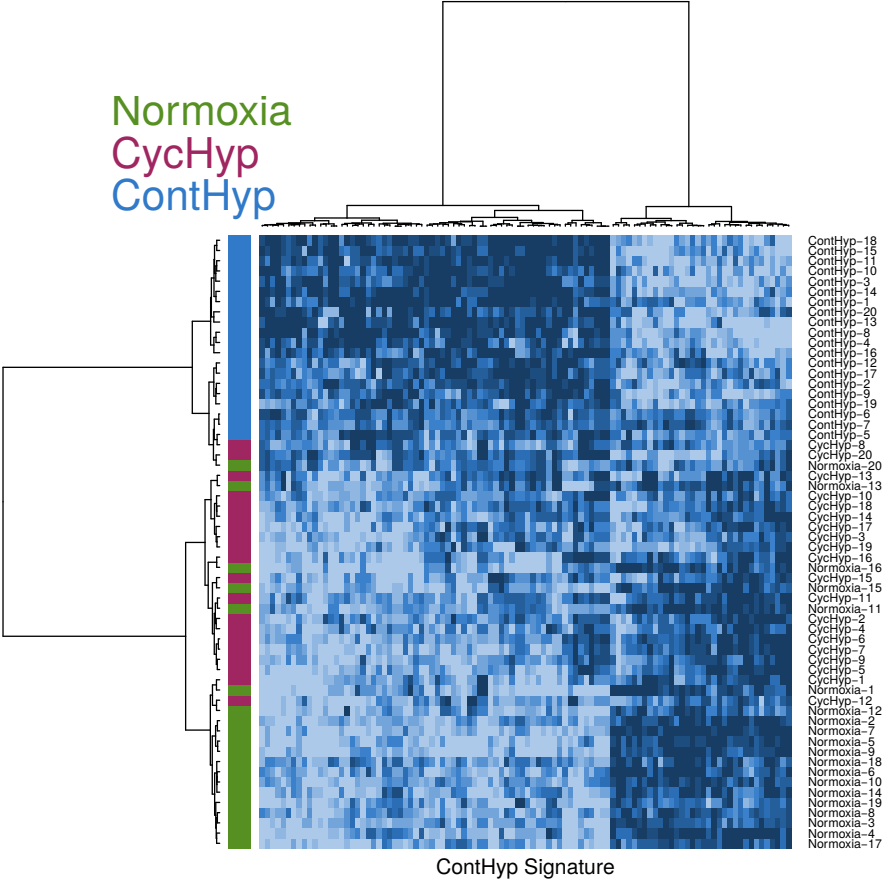 Normoxia
CycHyp
ContHyp
ContHyp−18
ContHyp−15
ContHyp−11
ContHyp−10
ContHyp−3
ContHyp−14
ContHyp−1
ContHyp−20
ContHyp−13
ContHyp−8
ContHyp−4
ContHyp−16
ContHyp−12
ContHyp−17
ContHyp−2
ContHyp−9
ContHyp−19
ContHyp−6
ContHyp−7
ContHyp−5
CycHyp−8
CycHyp−20
Normoxia−20
CycHyp−13
Normoxia−13
CycHyp−10
CycHyp−18
CycHyp−14
CycHyp−17
CycHyp−3
CycHyp−19
CycHyp−16
Normoxia−16
CycHyp−15
Normoxia−15
CycHyp−11
Normoxia−11
CycHyp−2
CycHyp−4
CycHyp−6
CycHyp−7
CycHyp−9
CycHyp−5
CycHyp−1
Normoxia−1
CycHyp−12
Normoxia−12
Normoxia−2
Normoxia−7
Normoxia−5
Normoxia−9
Normoxia−18
Normoxia−6
Normoxia−10
Normoxia−14
Normoxia−19
Normoxia−8
Normoxia−3
Normoxia−4
Normoxia−17
ContHyp Signature